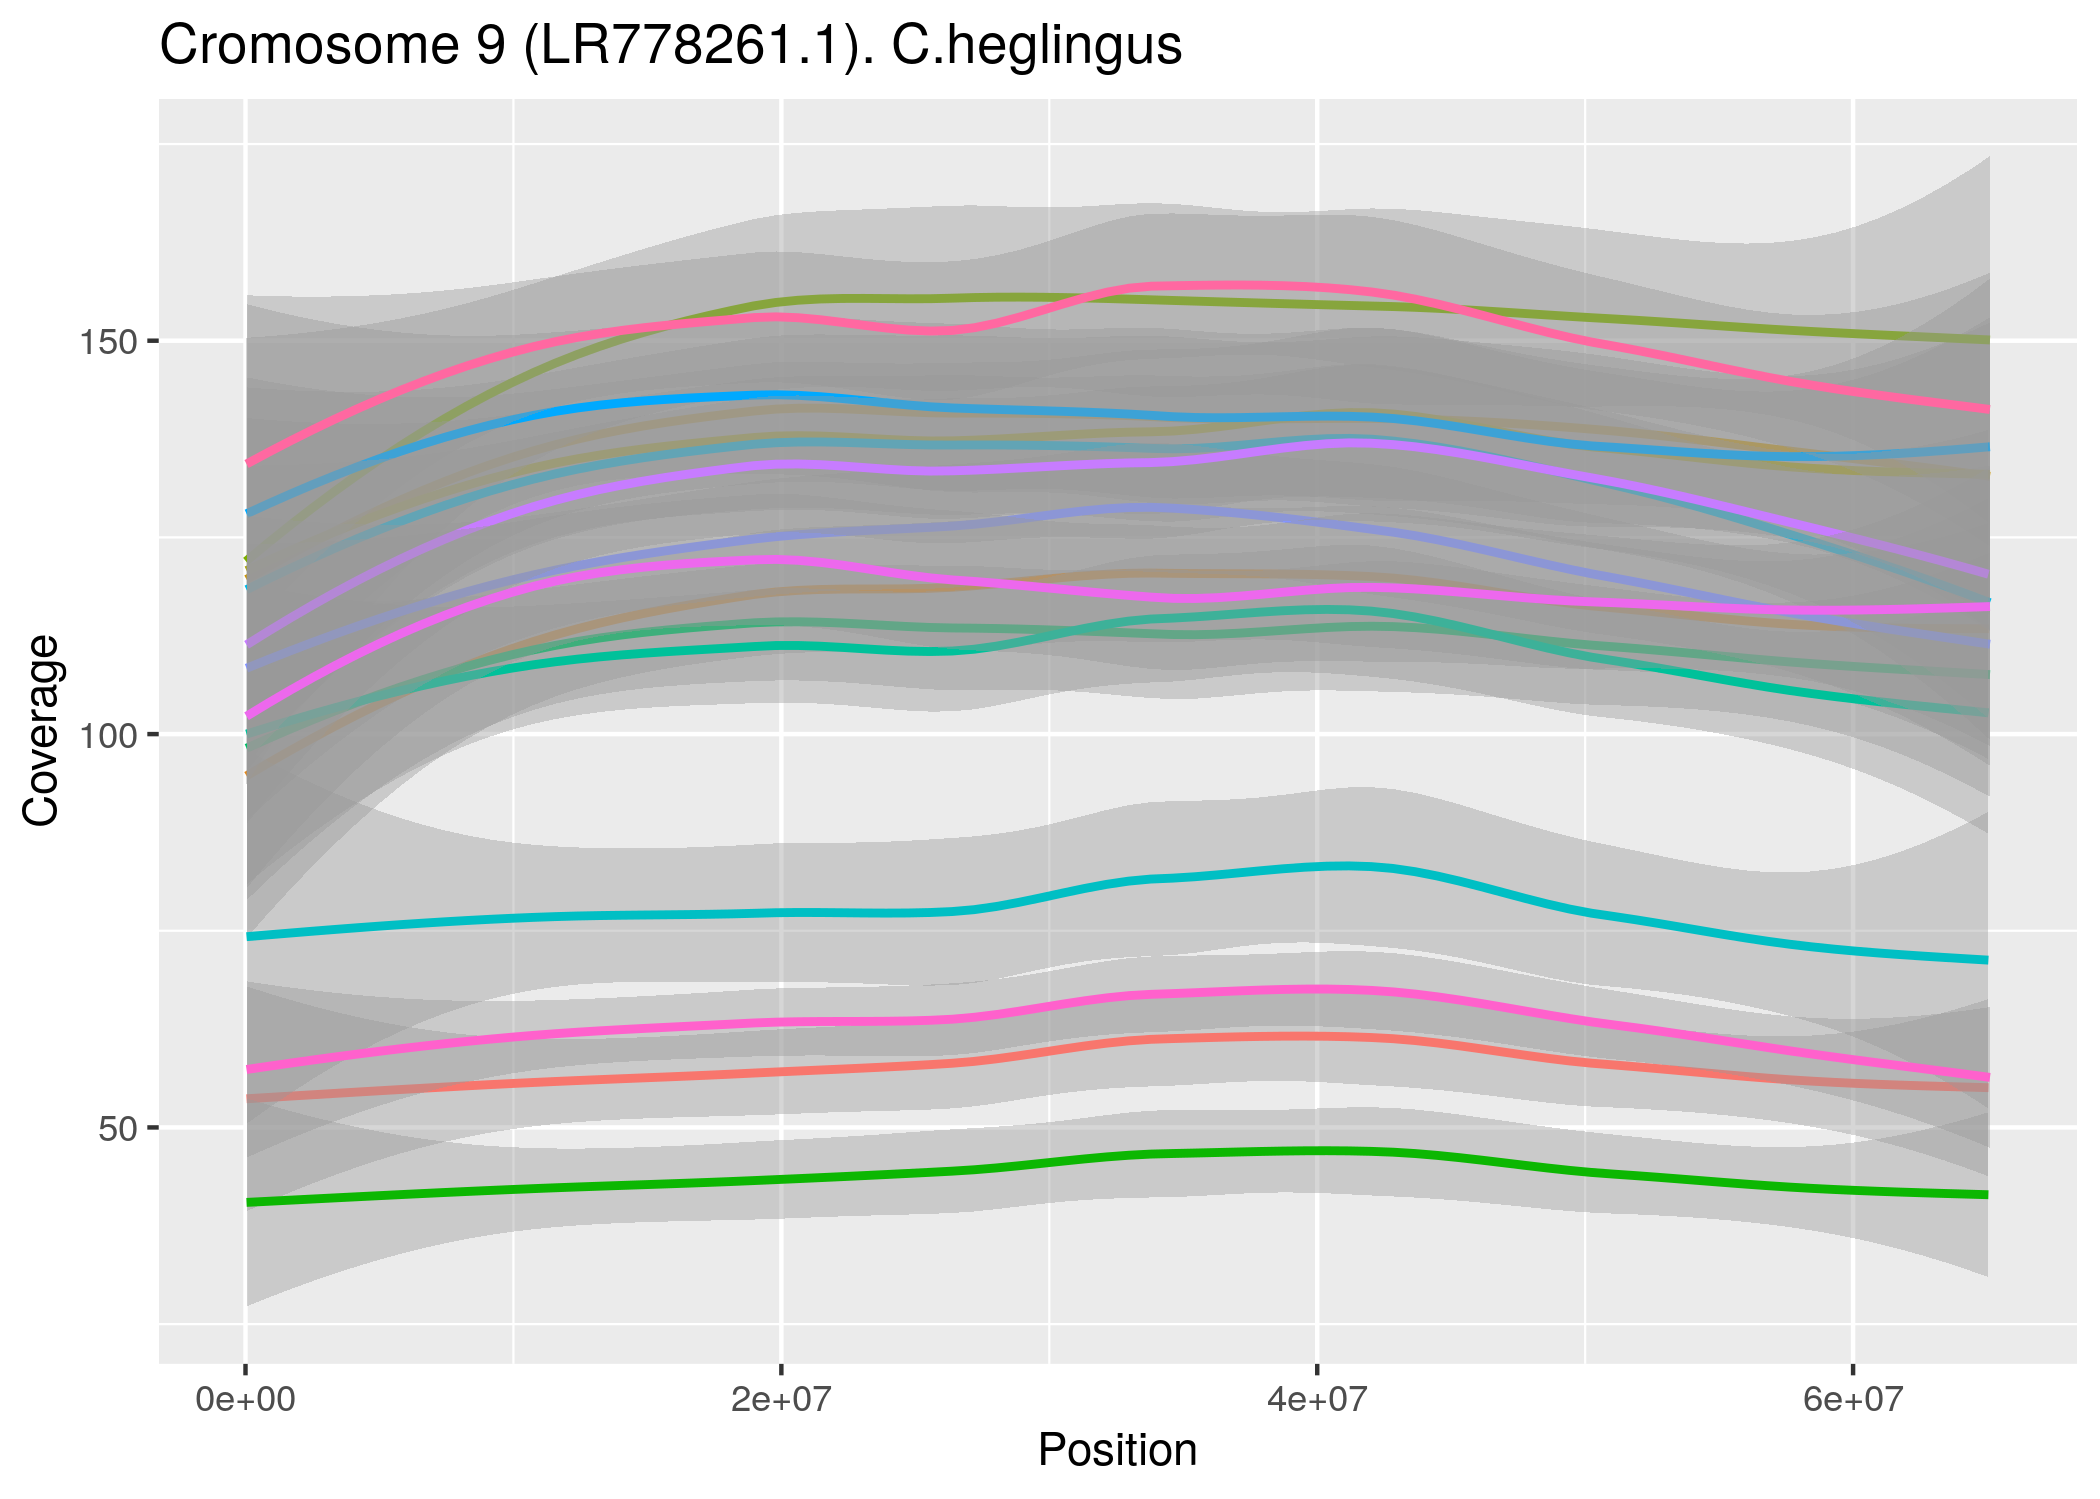 Cromosome 9 (LR778261.1). C.heglingus
150
100
50
Coverage
0e+00 2e+07 4e+07 6e+07
Position